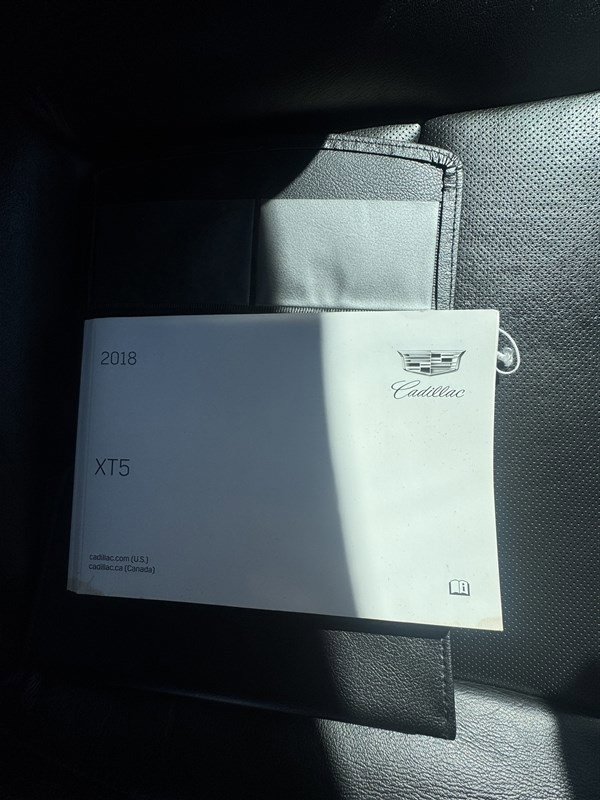 2018
Cadillac
XT5
cadillac.com (U.S.)
cadillac.ca (Canada)
i